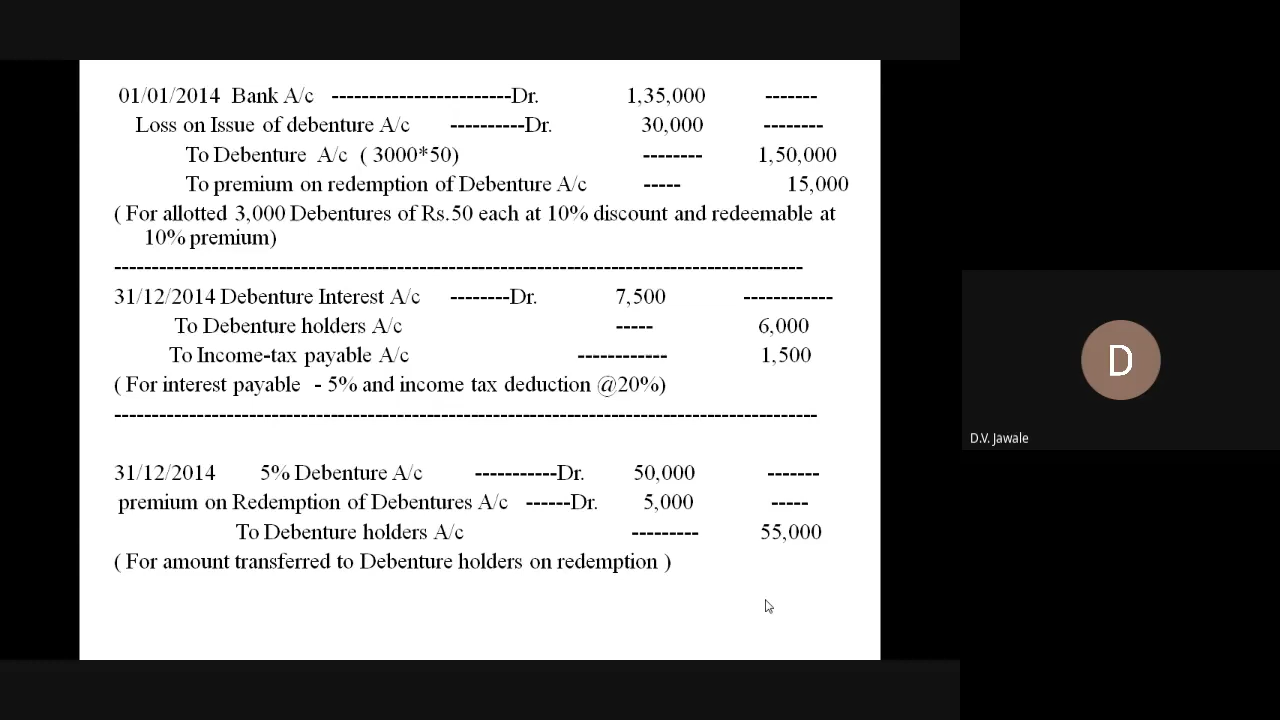 01/01/2014 Bank A/c ------------------------Dr. 1,35,000 -------
Loss on Issue of debenture A/c ----------Dr. 30,000 --------
To Debenture A/c ( 3000*50) -------- 1,50,000
To premium on redemption of Debenture A/c ----- 15,000
( For allotted 3,000 Debentures of Rs.50 each at 10% discount and redeemable at
10% premium)
--------------------------------------------------------------------------------------------
31/12/2014 Debenture Interest A/c --------Dr. 7,500 ------------
To Debenture holders A/c ----- 6,000
To Income-tax payable A/c ------------ 1,500
( For interest payable - 5% and income tax deduction @20%)
----------------------------------------------------------------------------------------------
31/12/2014 5% Debenture A/c -----------Dr. 50,000 -------
premium on Redemption of Debentures A/c ------Dr. 5,000 -----
To Debenture holders A/c --------- 55,000
( For amount transferred to Debenture holders on redemption )
D
D.V. Jawale